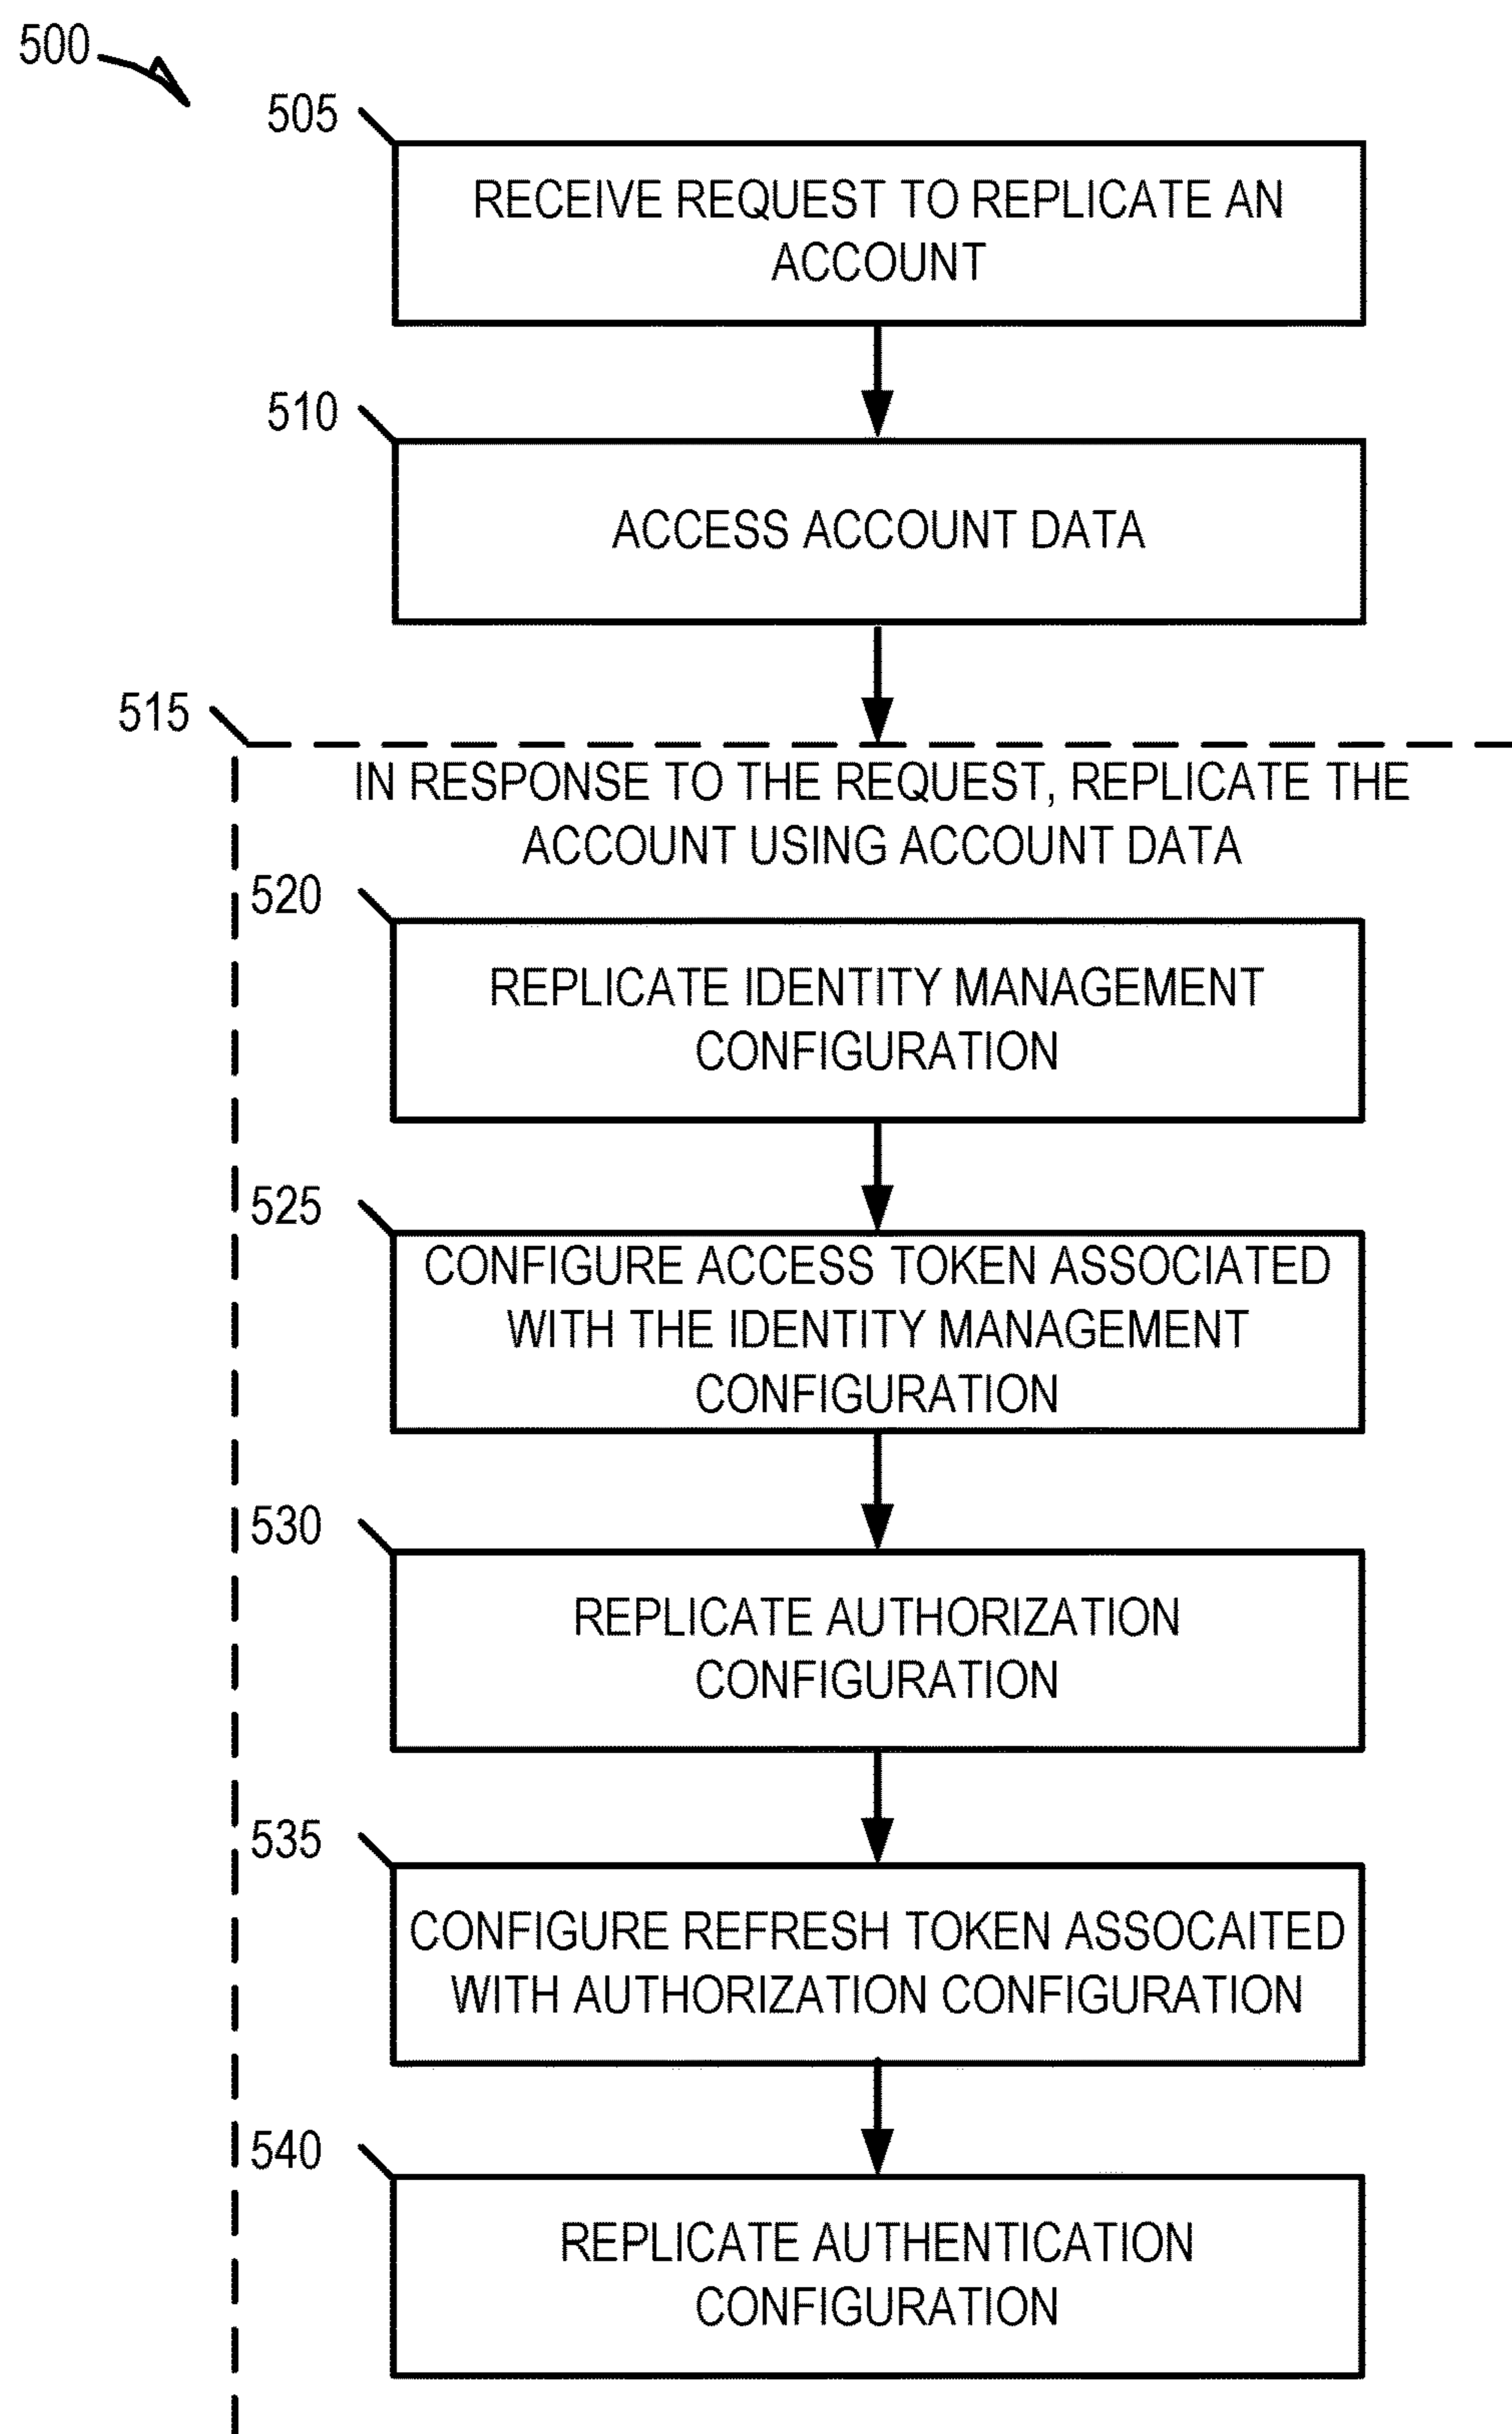 500
505
RECEIVE REQUEST TO REPLICATE AN
ACCOUNT
510
ACCESS ACCOUNT DATA
515
IN RESPONSE TO THE REQUEST, REPLICATE THE
ACCOUNT USING ACCOUNT DATA
520
REPLICATE IDENTITY MANAGEMENT
CONFIGURATION
525
CONFIGURE ACCESS TOKEN ASSOCIATED
WITH THE IDENTITY MANAGEMENT
CONFIGURATION
530
REPLICATE AUTHORIZATION
CONFIGURATION
535
CONFIGURE REFRESH TOKEN ASSOCAITED
WITH AUTHORIZATION CONFIGURATION
540
REPLICATE AUTHENTICATION
CONFIGURATION